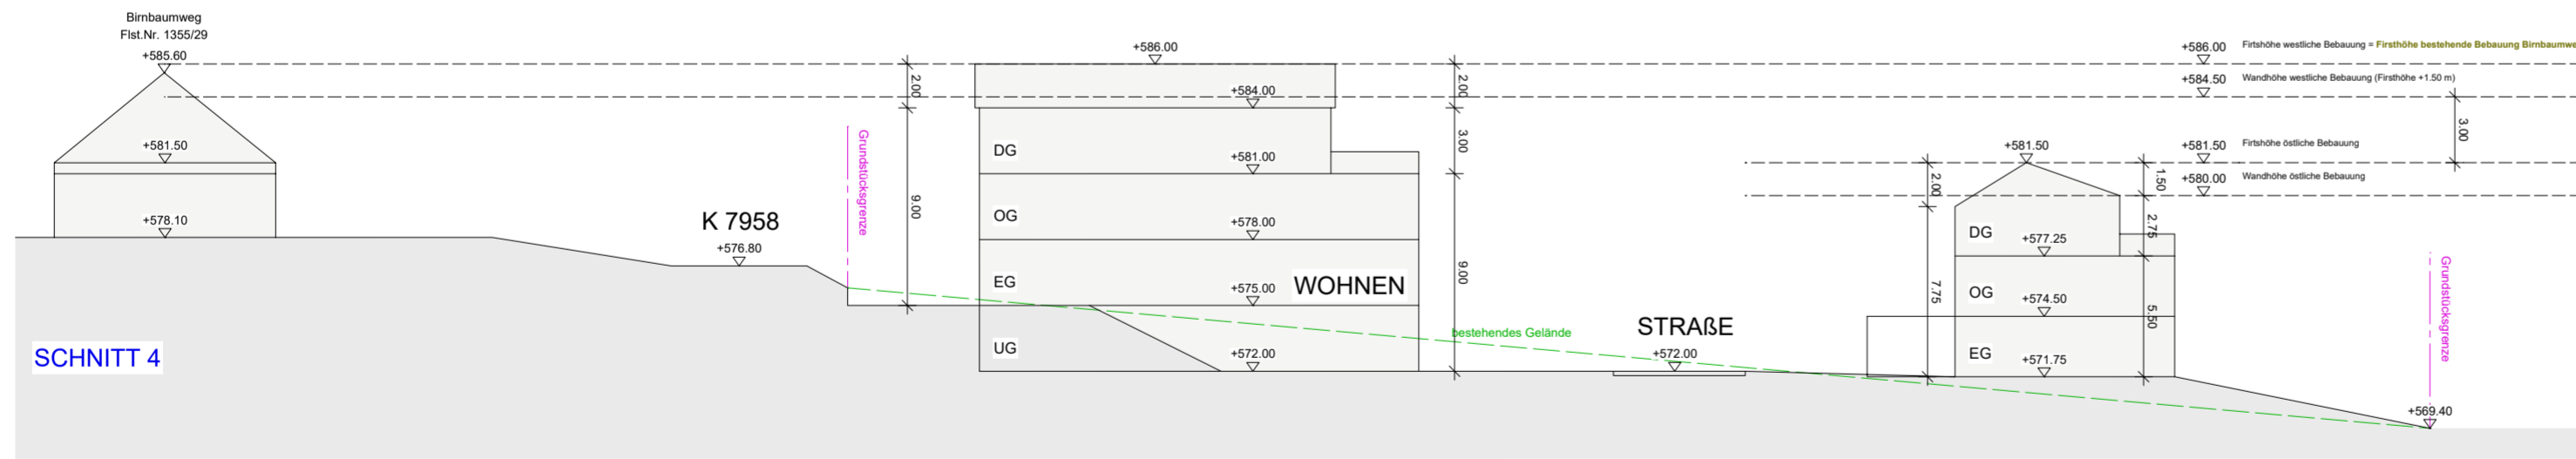 Birnbaumweg
Flst.Nr. 1355/29
+585.60
+581.50
+578.10
SCHNITT 4
K 7958
+576.80
Grundstücksgrenze
2.00
9.00
+586.00
+584.00
DG
+581.00
OG
+578.00
EG
+575.00
WOHNEN
UG
+572.00
2.00
3.00
9.00
bestehendes Gelände
STRAßE
+572.00
+581.50
2.00
7.75
DG
+577.25
OG
+574.50
EG
+571.75
1.50
2.75
5.50
+586.00 Firtshöhe westliche Bebauung = Firsthöhe bestehende Bebauung Birnbaumwe
+584.50 Wandhöhe westliche Bebauung (Firsthöhe +1.50 m)
3.00
+581.50 Firtshöhe östliche Bebauung
+580.00 Wandhöhe östliche Bebauung
Grundstücksgrenze
+569.40